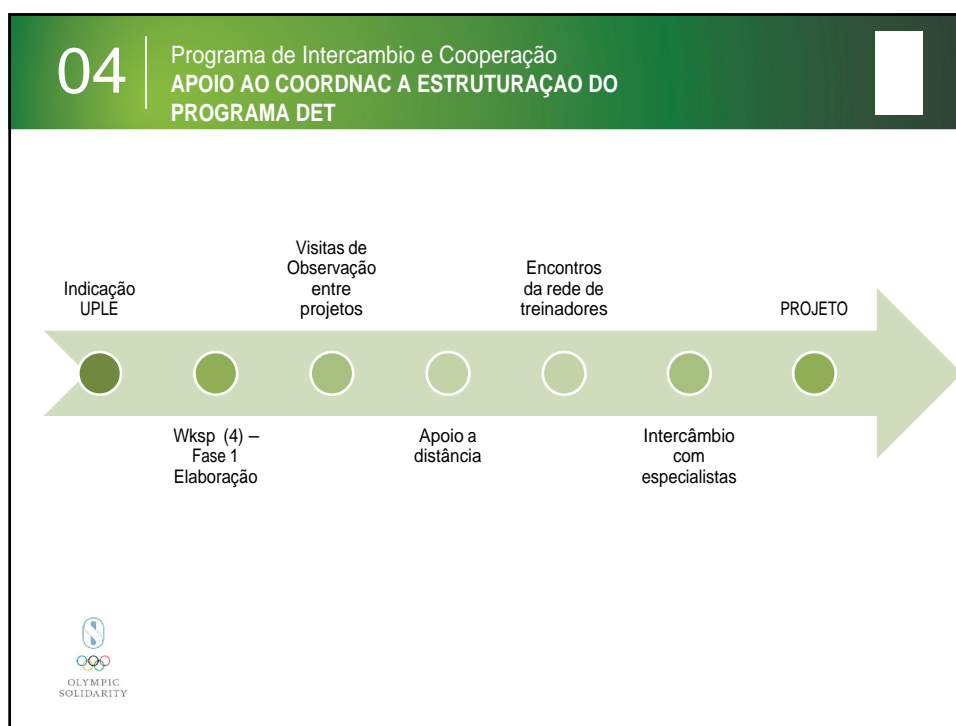 04
Programa de Intercambio e Cooperação
APOIO AO COORDNAC A ESTRUTURAÇAO DO
PROGRAMA DET
Indicação
UPLE
Wksp (4) –
Fase 1
Elaboração
Visitas de
Observação
entre
projetos
Apoio a
distância
Encontros
da rede de
treinadores
Intercâmbio
com
especialistas
PROJETO
OLYMPIC
SOLIDARITY